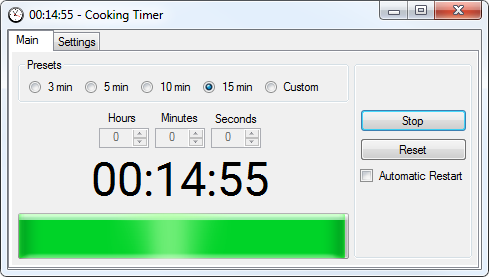 00:14:55 - Cooking Timer
Main Settings
Presets
3 min 5 min 10 min 15 min Custom
Hours Minutes Seconds
0 0 0
00:14:55
Stop
Reset
Automatic Restart